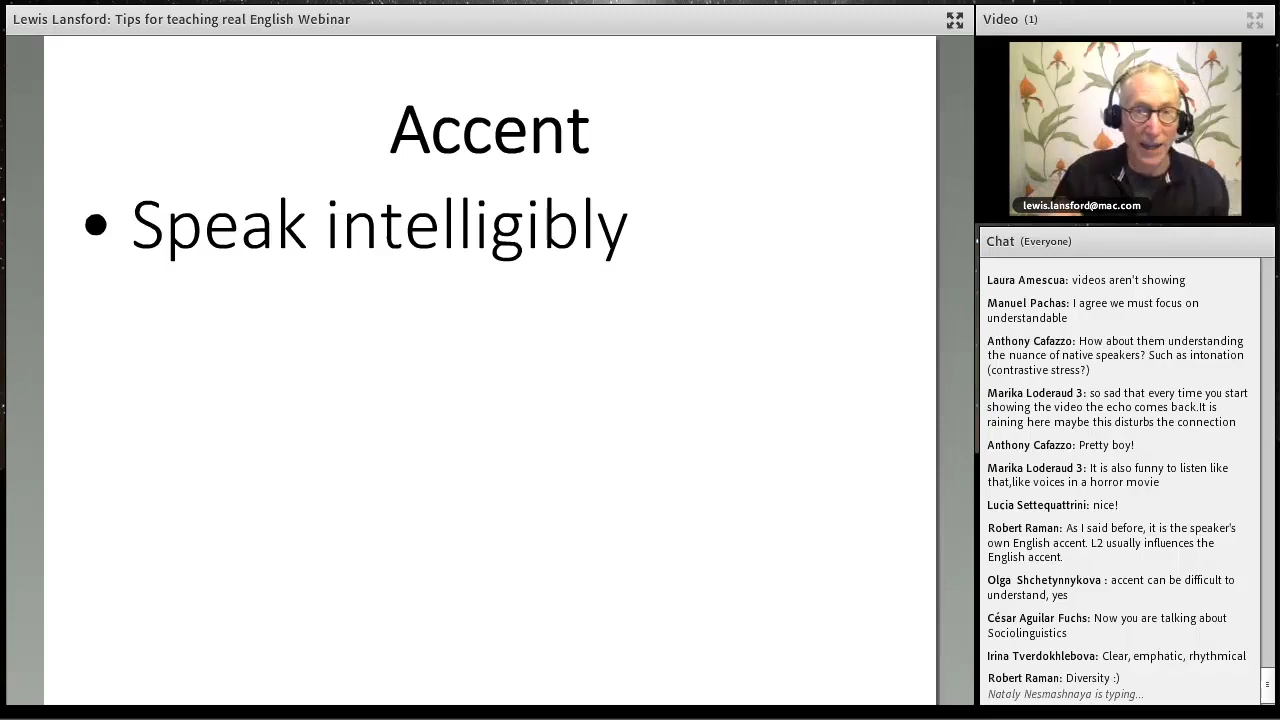 Lewis Lansford: Tips for teaching real English Webinar
Accent
• Speak intelligibly
Video (1)
lewis.lansford@mac.com
Chat (Everyone)
Laura Amescua: videos aren't showing
Manuel Pachas: I agree we must focus on
understandable
Anthony Cafazzo: How about them understanding
the nuance of native speakers? Such as intonation
(contrastive stress?)
Marika Loderaud 3: so sad that every time you start
showing the video the echo comes back.It is
raining here maybe this disturbs the connection
Anthony Cafazzo: Pretty boy!
Marika Loderaud 3: It is also funny to listen like
that,like voices in a horror movie
Lucia Settequattrini: nice!
Robert Raman: As I said before, it is the speaker's
own English accent. L2 usually influences the
English accent.
Olga Shchetynnykova : accent can be difficult to
understand, yes
César Aguilar Fuchs: Now you are talking about
Sociolinguistics
Irina Tverdokhlebova: Clear, emphatic, rhythmical
Robert Raman: Diversity :)
Nataly Nesmashnaya is typing...